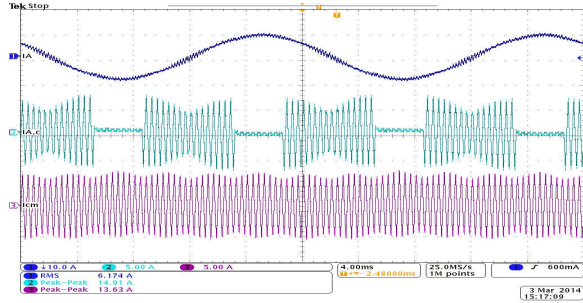 Tek Stop
U
T
1 IA
2 IA,c
3 Icm
1 ↓10.0 A 2 5.00 A 3 5.00 A
4.00ms
25.0MS/s
1 ʃ 600mA
T→▼-2.48000ms
1M points
1 RMS 6.174 A
2 Peak-Peak 14.91 A
3 Peak-Peak 13.63 A
3 Mar 2014
15:17:09